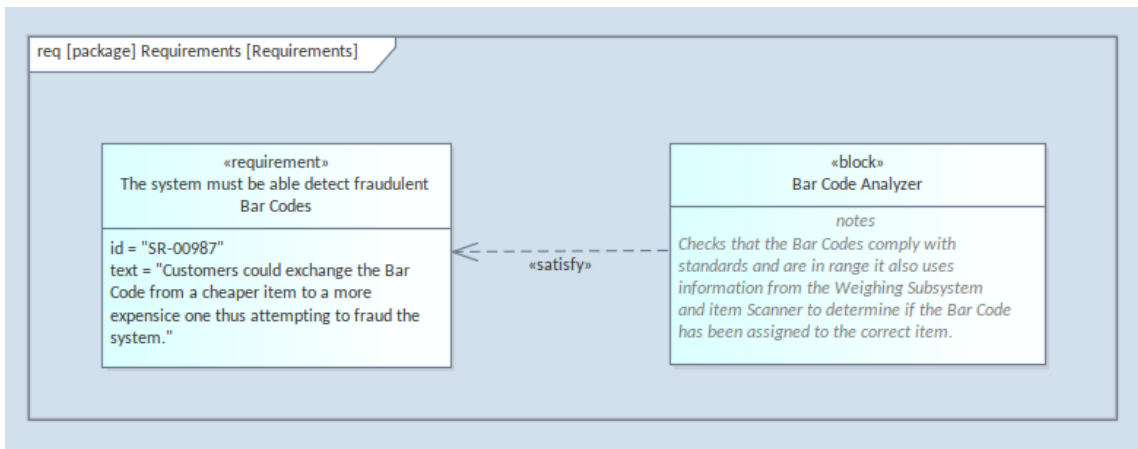 req [package] Requirements [Requirements]
«requirement»
The system must be able detect fraudulent
Bar Codes
id = "SR-00987"
text = "Customers could exchange the Bar
Code from a cheaper item to a more
expensice one thus attempting to fraud the
system."
«satisfy»
«block»
Bar Code Analyzer
notes
Checks that the Bar Codes comply with
standards and are in range it also uses
information from the Weighing Subsystem
and item Scanner to determine if the Bar Code
has been assigned to the correct item.